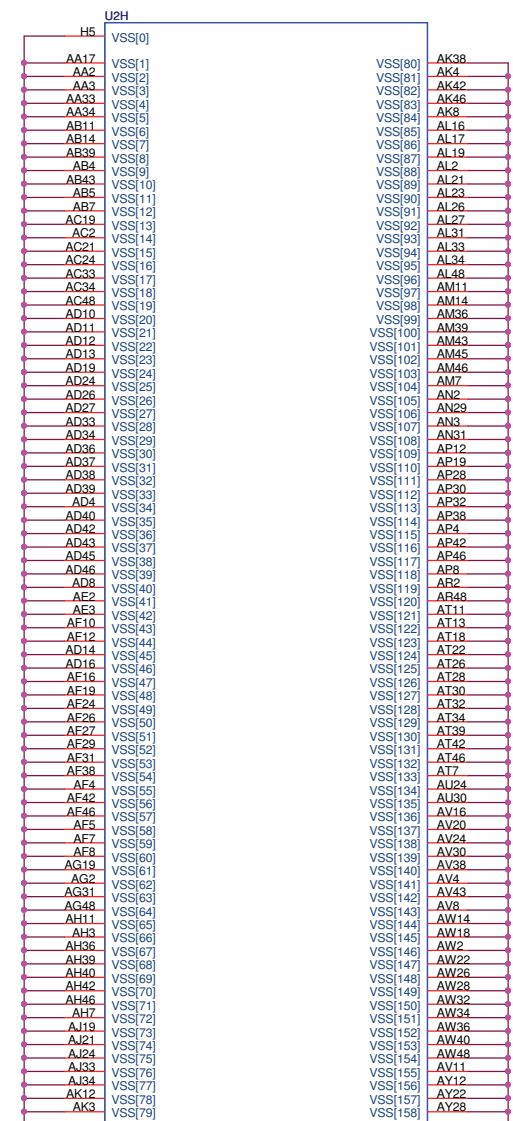 U2H
H5 VSS[0]
AA17 VSS[1] VSS[80] AK38
AA2 VSS[2] VSS[81] AK4
AA3 VSS[3] VSS[82] AK42
AA33 VSS[4] VSS[83] AK46
AA34 VSS[5] VSS[84] AK8
AB11 VSS[6] VSS[85] AL16
AB14 VSS[7] VSS[86] AL17
AB39 VSS[8] VSS[87] AL19
AB4 VSS[9] VSS[88] AL2
AB43 VSS[10] VSS[89] AL21
AB5 VSS[11] VSS[90] AL23
AB7 VSS[12] VSS[91] AL26
AC19 VSS[13] VSS[92] AL27
AC2 VSS[14] VSS[93] AL31
AC21 VSS[15] VSS[94] AL33
AC24 VSS[16] VSS[95] AL34
AC33 VSS[17] VSS[96] AL48
AC34 VSS[18] VSS[97] AM11
AC48 VSS[19] VSS[98] AM14
AD10 VSS[20] VSS[99] AM36
AD11 VSS[21] VSS[100] AM39
AD12 VSS[22] VSS[101] AM43
AD13 VSS[23] VSS[102] AM45
AD19 VSS[24] VSS[103] AM46
AD24 VSS[25] VSS[104] AM7
AD26 VSS[26] VSS[105] AN2
AD27 VSS[27] VSS[106] AN29
AD33 VSS[28] VSS[107] AN3
AD34 VSS[29] VSS[108] AN31
AD36 VSS[30] VSS[109] AP12
AD37 VSS[31] VSS[110] AP19
AD38 VSS[32] VSS[111] AP28
AD39 VSS[33] VSS[112] AP30
AD4 VSS[34] VSS[113] AP32
AD40 VSS[35] VSS[114] AP38
AD42 VSS[36] VSS[115] AP4
AD43 VSS[37] VSS[116] AP42
AD45 VSS[38] VSS[117] AP46
AD46 VSS[39] VSS[118] AP8
AD8 VSS[40] VSS[119] AR2
AE2 VSS[41] VSS[120] AR48
AE3 VSS[42] VSS[121] AT11
AF10 VSS[43] VSS[122] AT13
AF12 VSS[44] VSS[123] AT18
AD14 VSS[45] VSS[124] AT22
AD16 VSS[46] VSS[125] AT26
AF16 VSS[47] VSS[126] AT28
AF19 VSS[48] VSS[127] AT30
AF24 VSS[49] VSS[128] AT32
AF26 VSS[50] VSS[129] AT34
AF27 VSS[51] VSS[130] AT39
AF29 VSS[52] VSS[131] AT42
AF31 VSS[53] VSS[132] AT46
AF38 VSS[54] VSS[133] AT7
AF4 VSS[55] VSS[134] AU24
AF42 VSS[56] VSS[135] AU30
AF46 VSS[57] VSS[136] AV16
AF5 VSS[58] VSS[137] AV20
AF7 VSS[59] VSS[138] AV24
AF8 VSS[60] VSS[139] AV30
AG19 VSS[61] VSS[140] AV38
AG2 VSS[62] VSS[141] AV4
AG31 VSS[63] VSS[142] AV43
AG48 VSS[64] VSS[143] AV8
AH11 VSS[65] VSS[144] AW14
AH3 VSS[66] VSS[145] AW18
AH36 VSS[67] VSS[146] AW2
AH39 VSS[68] VSS[147] AW22
AH40 VSS[69] VSS[148] AW26
AH42 VSS[70] VSS[149] AW28
AH46 VSS[71] VSS[150] AW32
AH7 VSS[72] VSS[151] AW34
AJ19 VSS[73] VSS[152] AW36
AJ21 VSS[74] VSS[153] AW40
AJ24 VSS[75] VSS[154] AW48
AJ33 VSS[76] VSS[155] AV11
AJ34 VSS[77] VSS[156] AY12
AK12 VSS[78] VSS[157] AY22
AK3 VSS[79] VSS[158] AY28